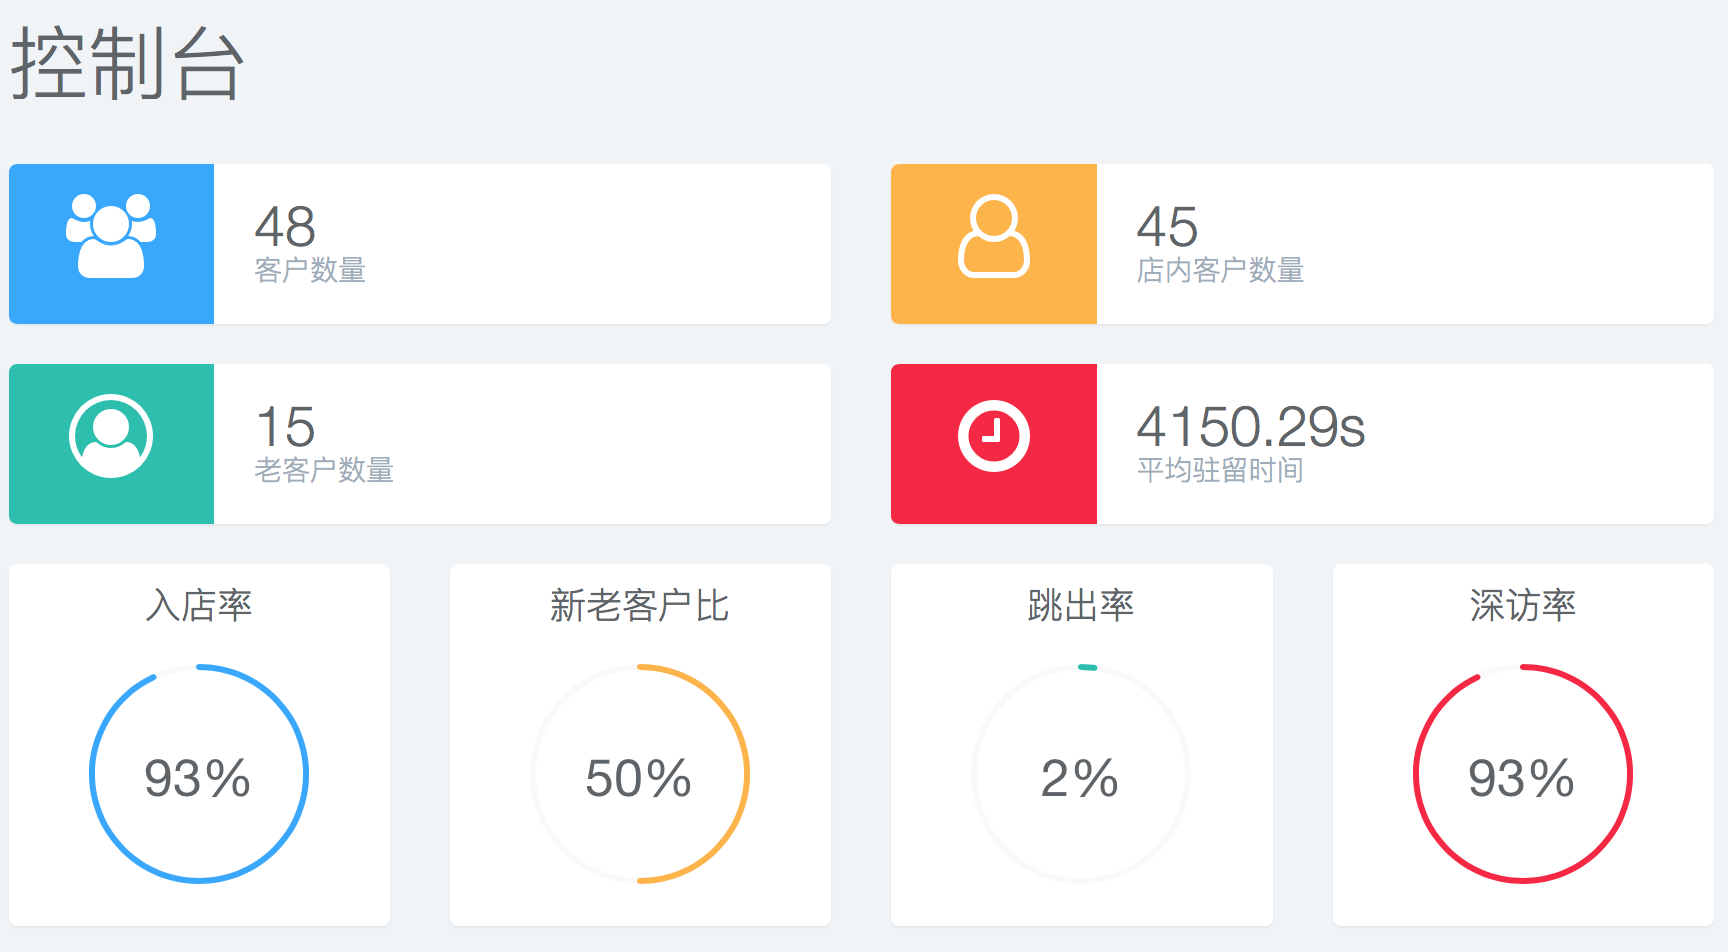 控制台
48
客户数量
45
店内客户数量
15
老客户数量
4150.29s
平均驻留时间
入店率
新老客户比
跳出率
深访率
93%
50%
2%
93%